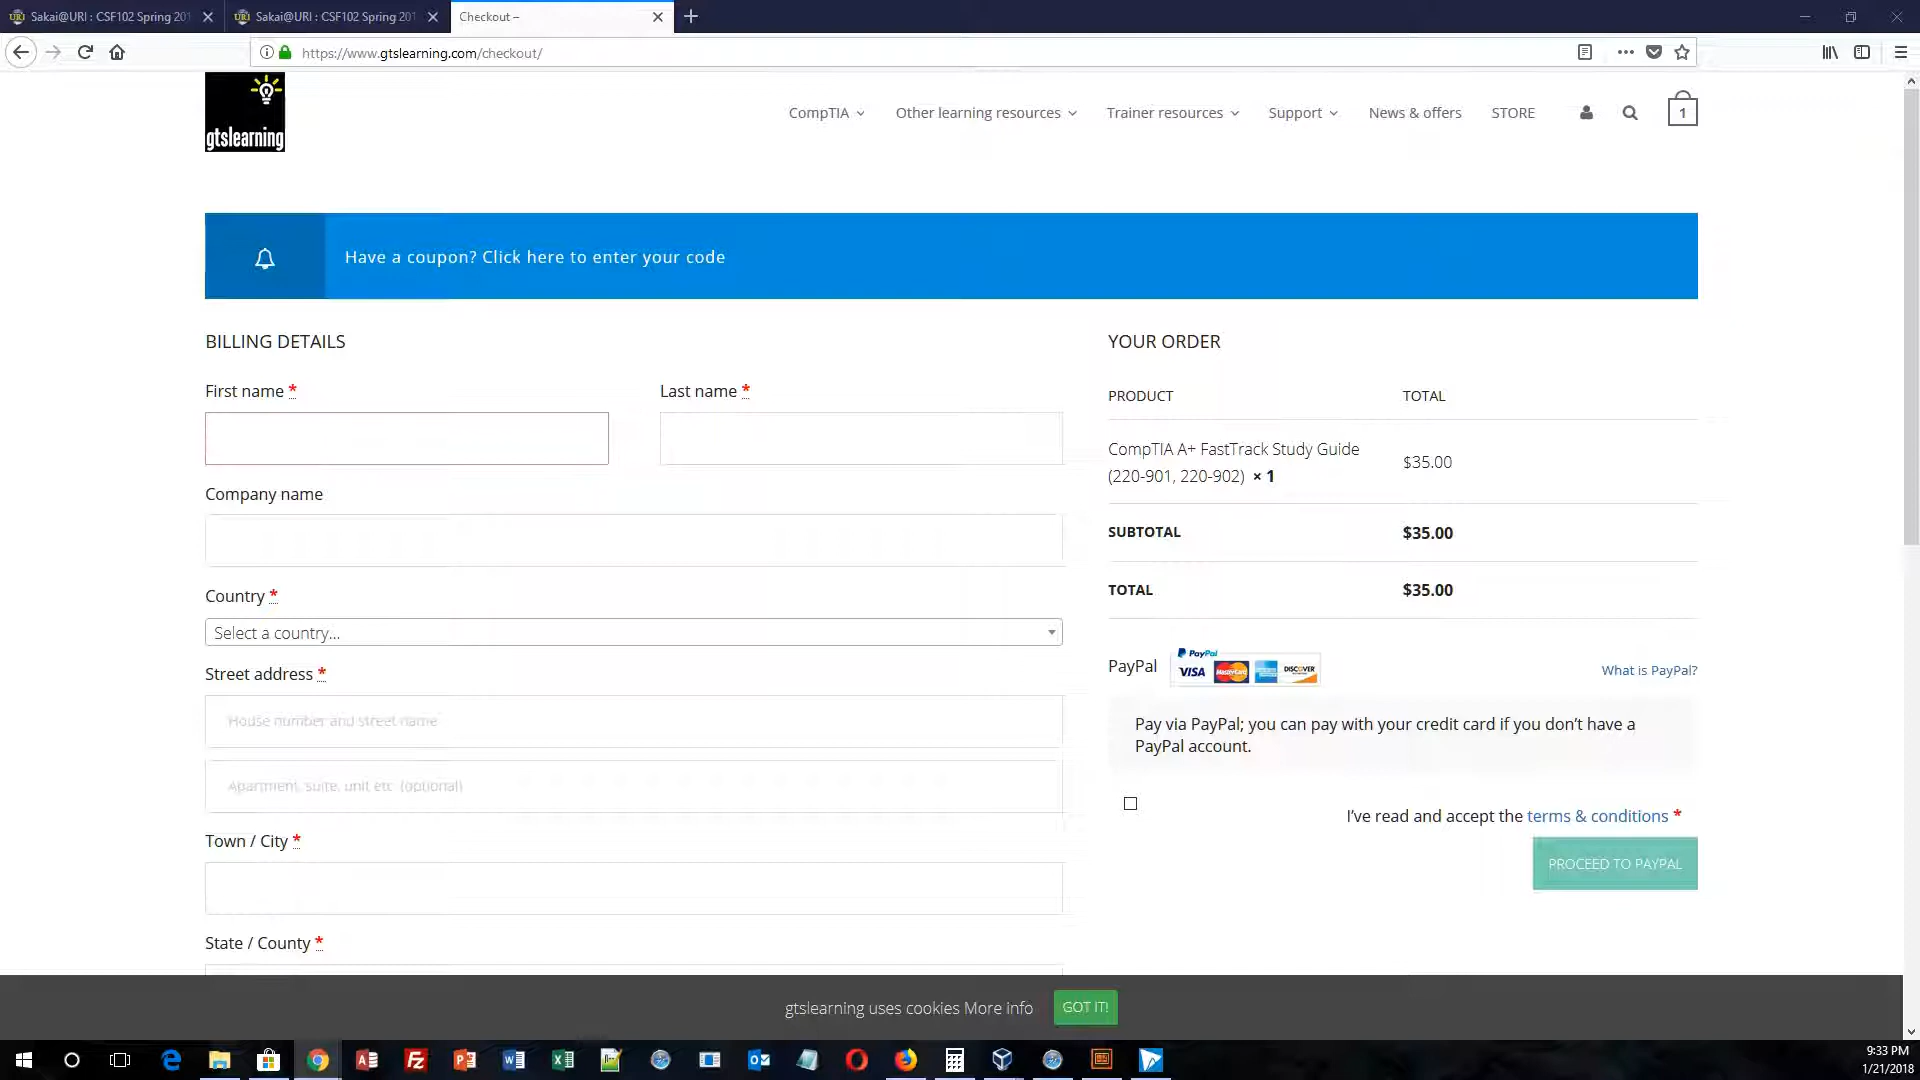 Sakai@URI : CSF102 Spring 201
Sakai@URI : CSF102 Spring 201
Checkout –
https://www.gtslearning.com/checkout/
gtslearning
CompTIA
Other learning resources
Trainer resources
Support
News & offers
STORE
1
Have a coupon? Click here to enter your code
BILLING DETAILS
First name *
Last name *
Company name
Country *
Select a country...
Street address *
House number and street name
Apartment, suite, unit etc. (optional)
Town / City *
State / County *
YOUR ORDER
PRODUCT TOTAL
CompTIA A+ FastTrack Study Guide
(220-901, 220-902) × 1
$35.00
SUBTOTAL $35.00
TOTAL $35.00
PayPal
PayPal
VISA MasterCard DISCOVER
What is PayPal?
Pay via PayPal; you can pay with your credit card if you don’t have a
PayPal account.
I’ve read and accept the terms & conditions *
PROCEED TO PAYPAL
gtslearning uses cookies More info
GOT IT!
9:33 PM
1/21/2018